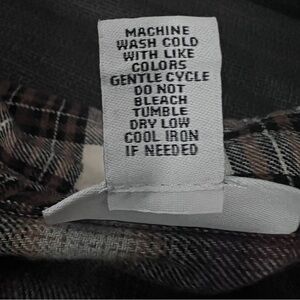 MACHINE
WASH COLD
WITH LIKE
COLORS
GENTLE CYCLE
DO NOT
BLEACH
TUMBLE
DRY LOW
COOL IRON
IF NEEDED